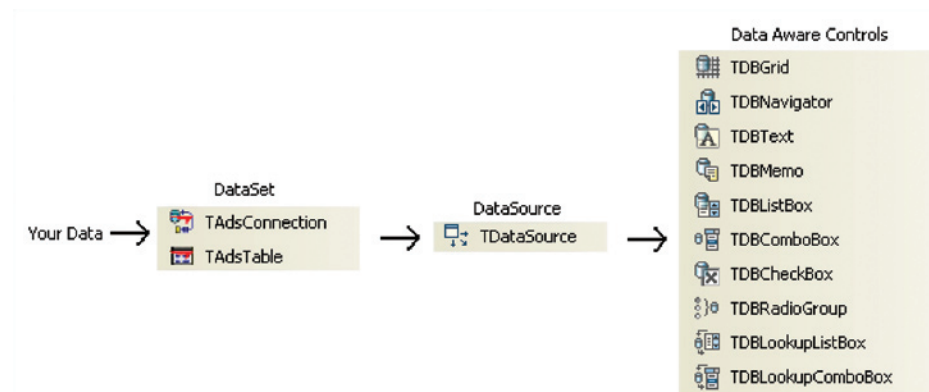 Data Aware Controls
TDBGrid
TDBNavigator
TDBText
TDBMemo
TDBListBox
TDBComboBox
TDBCheckBox
TDBRadioGroup
TDBLookupListBox
TDBLookupComboBox
DataSet
TAdsConnection
TAdsTable
DataSource
TDataSource
Your Data